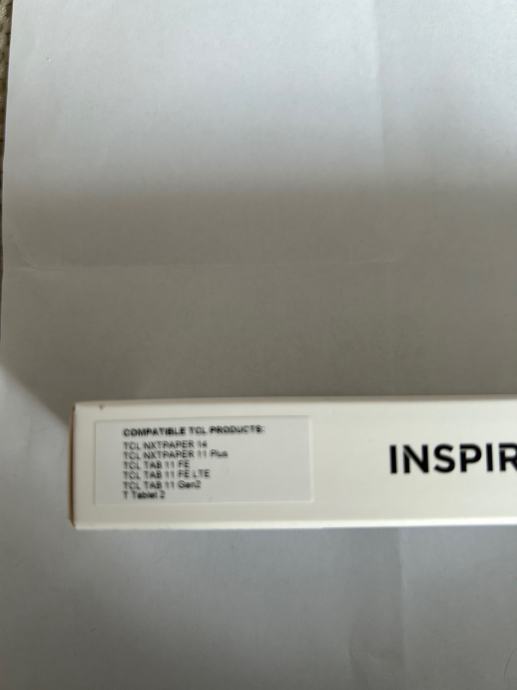 COMPATIBLE TCL PRODUCTS:
TCL NXTPAPER 14
TCL NXTPAPER 11 Plus
TCL TAB 11 FE
TCL TAB 11 FE LTE
TCL TAB 11 Gen2
T Tablet 2
INSPIR